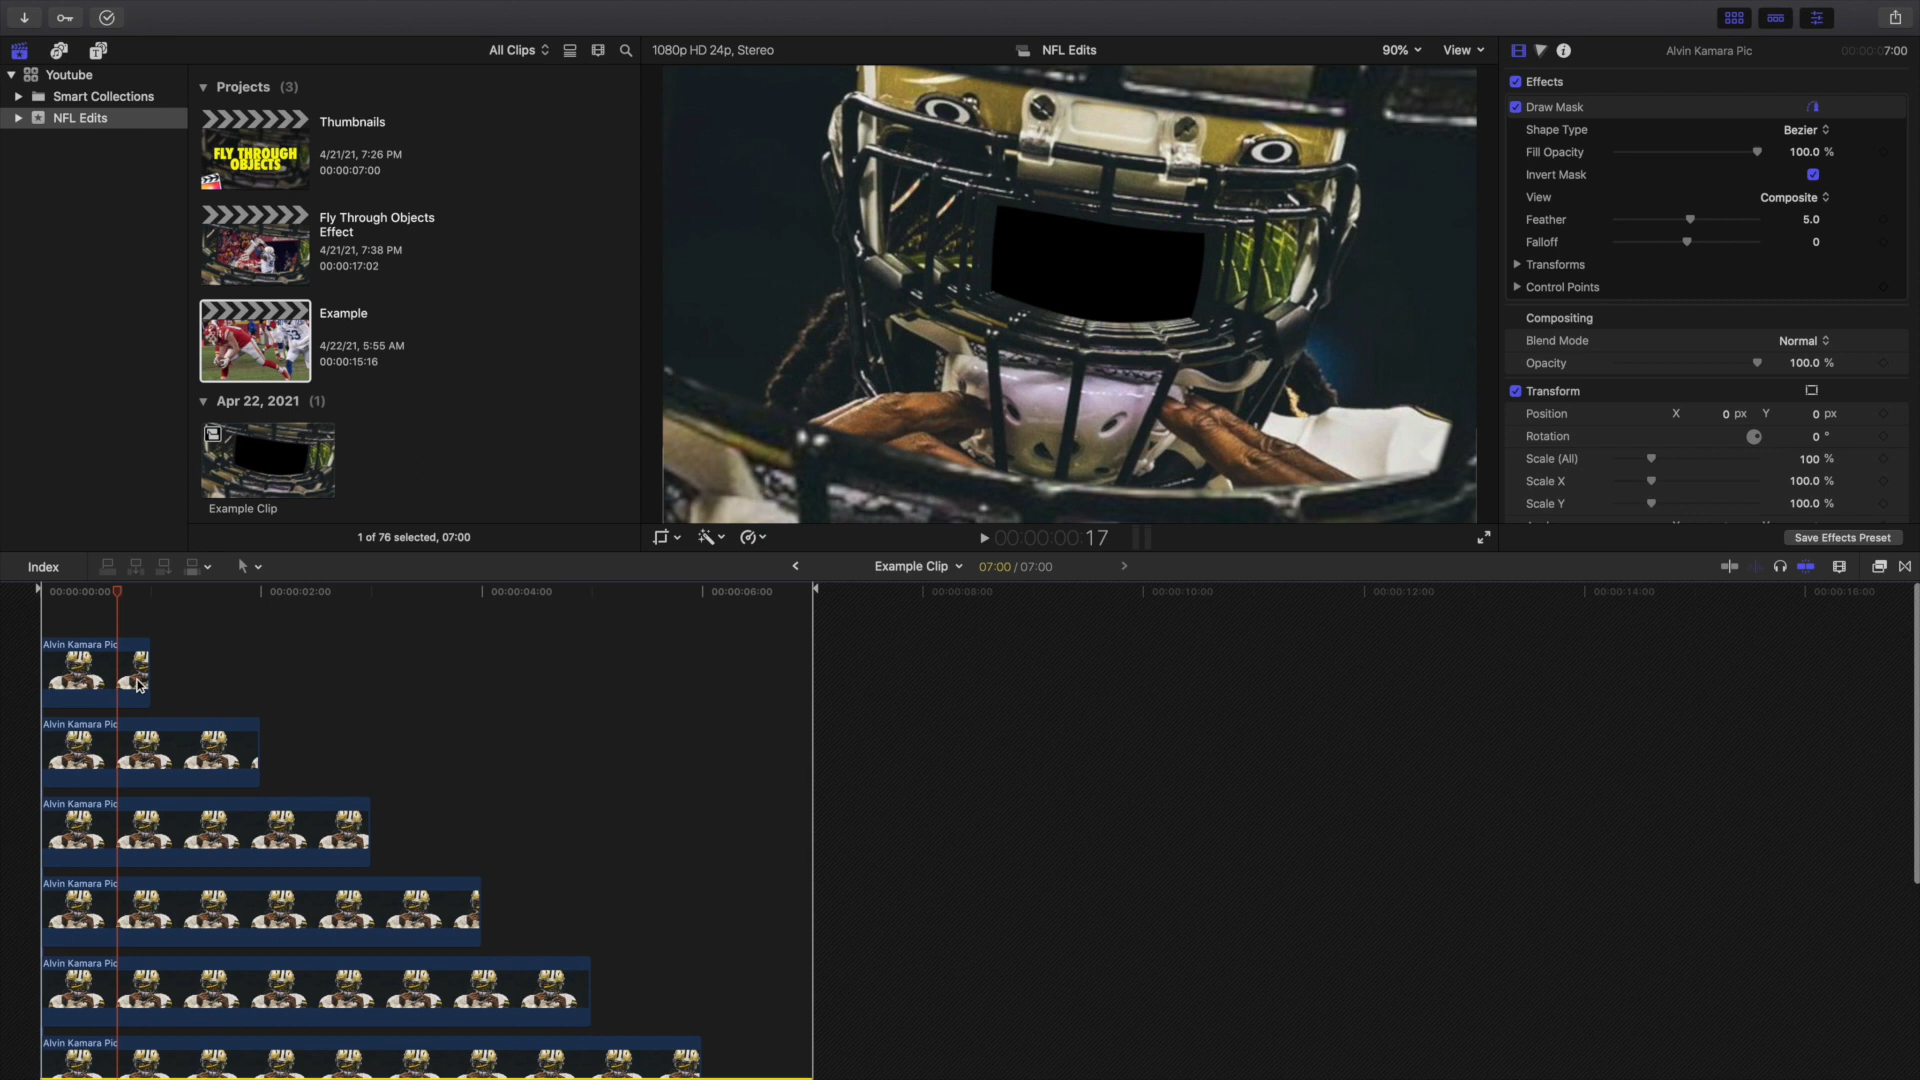 All Clips
1080p HD 24p, Stereo
NFL Edits
90%
View
Alvin Kamara Pic
00:00:07:00
Youtube
Smart Collections
NFL Edits
Projects (3)
FLY THROUGH
OBJECTS
Thumbnails
4/21/21, 7:26 PM
00:00:07:00
Fly Through Objects
Effect
4/21/21, 7:38 PM
00:00:17:02
Example
4/22/21, 5:55 AM
00:00:15:16
Apr 22, 2021 (1)
Example Clip
1 of 76 selected, 07:00
00:00:00:17
Effects
Draw Mask
Shape Type
Bezier
Fill Opacity
100.0 %
Invert Mask
View
Composite
Feather
5.0
Falloff
0
Transforms
Control Points
Compositing
Blend Mode
Normal
Opacity
100.0 %
Transform
Position
X 0 px Y 0 px
Rotation
0 °
Scale (All)
100 %
Scale X
100.0 %
Scale Y
100.0 %
Save Effects Preset
Index
Example Clip
07:00 / 07:00
00:00:00:00
00:00:02:00
00:00:04:00
00:00:06:00
00:00:08:00
00:00:10:00
00:00:12:00
00:00:14:00
00:00:16:00
Alvin Kamara Pic
Alvin Kamara Pic
Alvin Kamara Pic
Alvin Kamara Pic
Alvin Kamara Pic
Alvin Kamara Pic